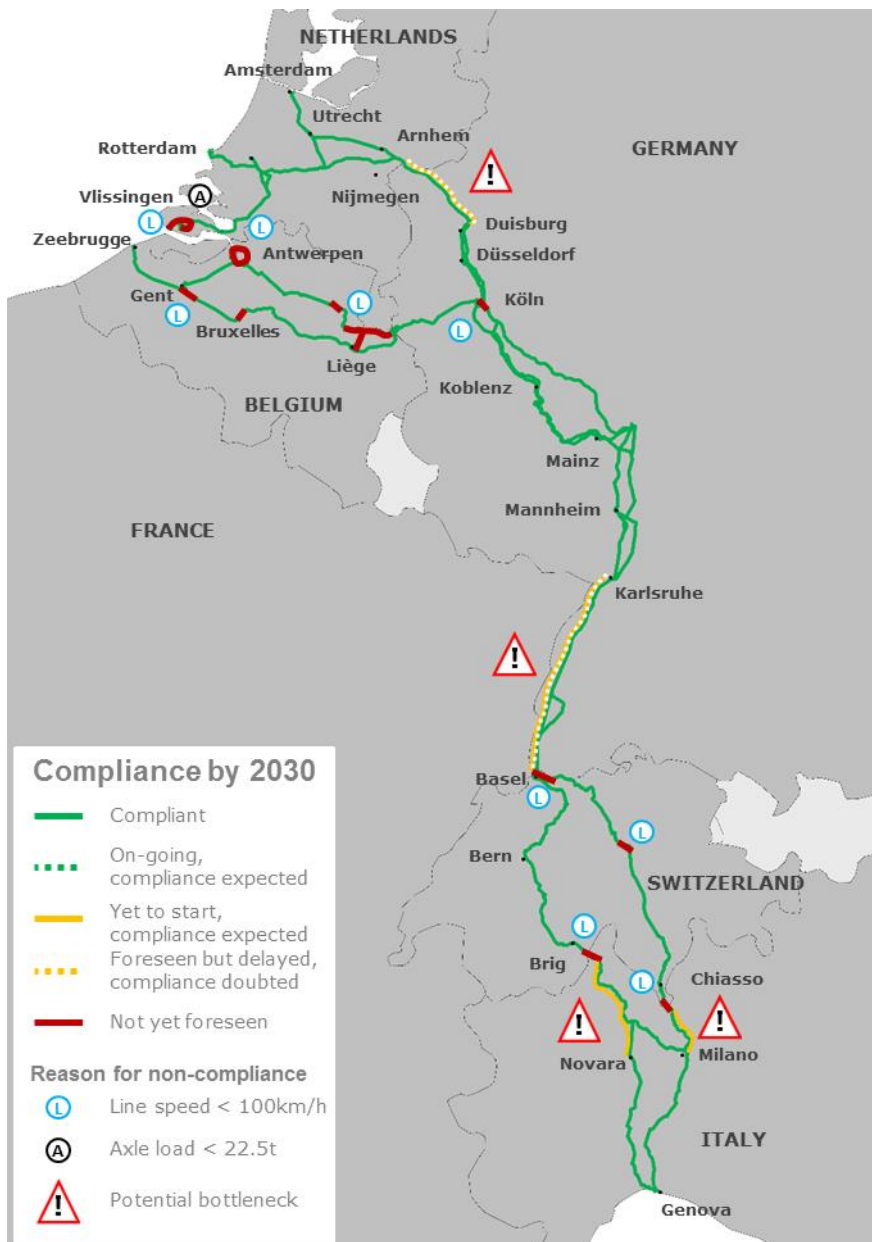 NETHERLANDS
Amsterdam
Utrecht
Arnhem
Rotterdam
GERMANY
!
Vlissingen
A
Nijmegen
L
L
Duisburg
Zeebrugge
Antwerpen
Düsseldorf
Gent
L
Köln
L
Bruxelles
L
Liège
Koblenz
BELGIUM
Mainz
Mannheim
FRANCE
Karlsruhe
!
Basel
L
L
Bern
SWITZERLAND
L
Brig
L
Chiasso
!
!
Novara
Milano
ITALY
Genova
Compliance by 2030
Compliant
On-going,
compliance expected
Yet to start,
compliance expected
Foreseen but delayed,
compliance doubted
Not yet foreseen
Reason for non-compliance
L Line speed < 100km/h
A Axle load < 22.5t
! Potential bottleneck